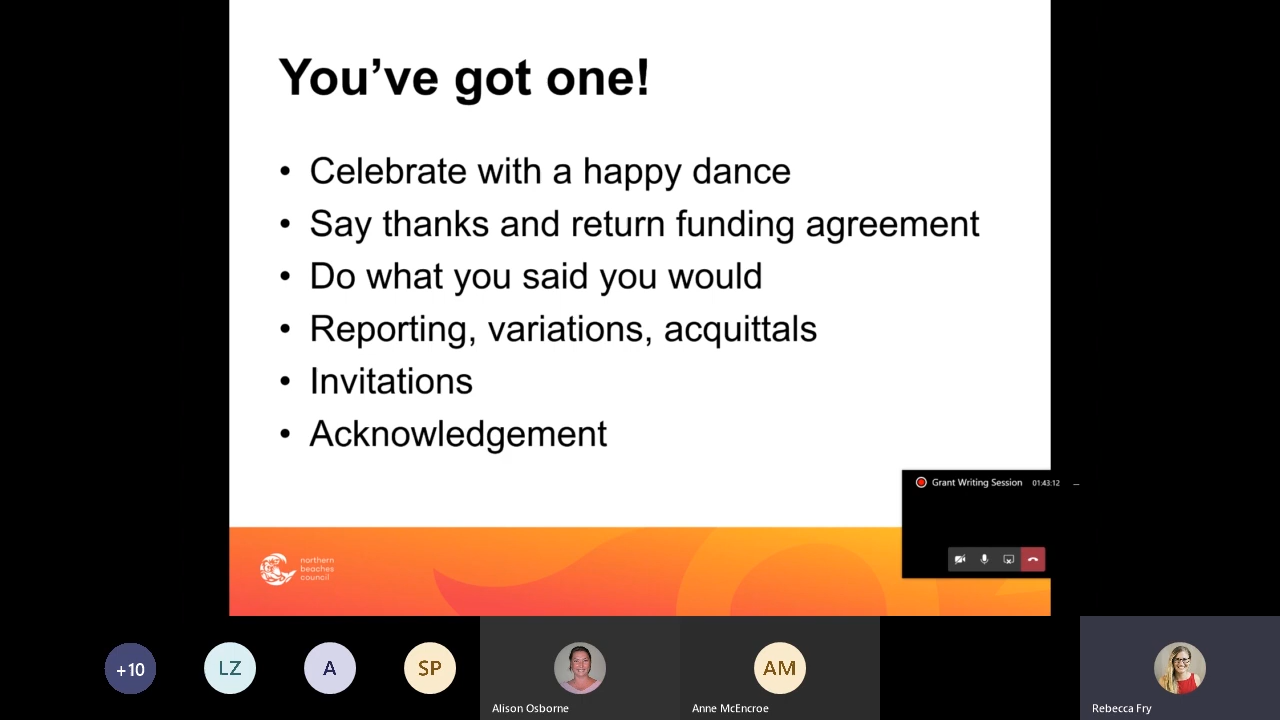 You've got one!
• Celebrate with a happy dance
• Say thanks and return funding agreement
• Do what you said you would
• Reporting, variations, acquittals
• Invitations
• Acknowledgement
Grant Writing Session 01:43:12
northern
beaches
council
+10
LZ
A
SP
AM
Alison Osborne
Anne McEncroe
Rebecca Fry